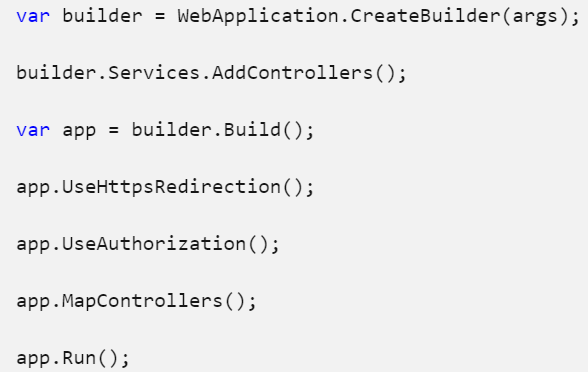 var builder = WebApplication.CreateBuilder(args);
builder.Services.AddControllers();
var app = builder.Build();
app.UseHttpsRedirection();
app.UseAuthorization();
app.MapControllers();
app.Run();